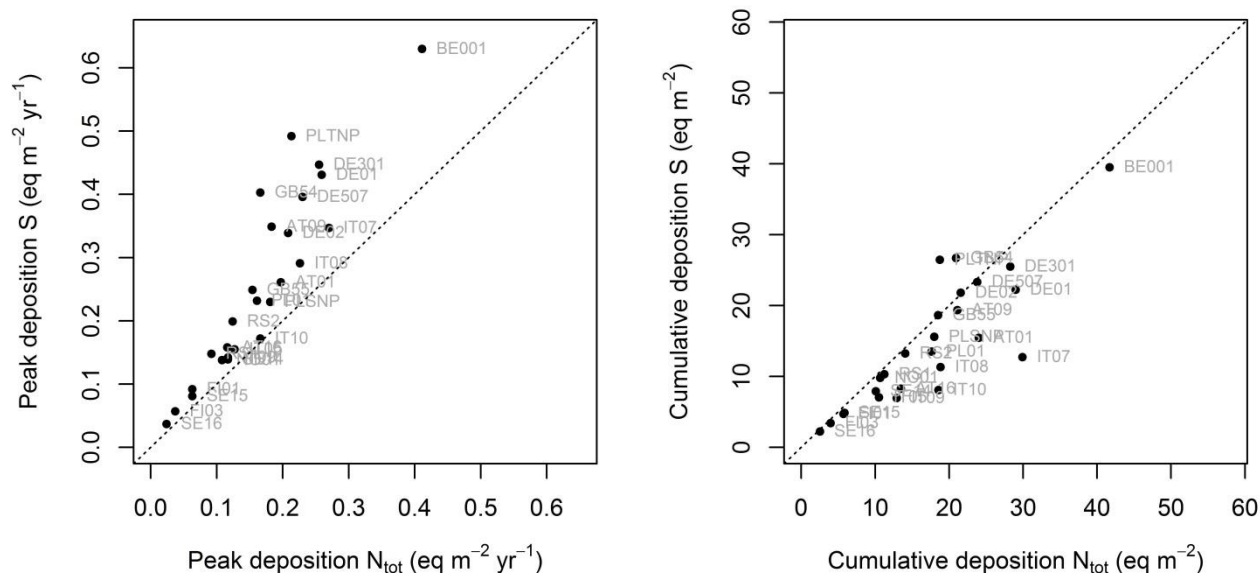 Peak deposition S (eq m⁻² yr⁻¹)
0.6
0.5
0.4
0.3
0.2
0.1
0.0
BE001
PLTNP
DE301
DE01
GB54
DE507
AT09
IT07
DE02
IT08
AT01
GB55
PLSNP
RS2
IT10
FI01
SE15
FI03
SE16
0.0 0.1 0.2 0.3 0.4 0.5 0.6
Peak deposition Ntot (eq m⁻² yr⁻¹)
Cumulative deposition S (eq m⁻²)
60
50
40
30
20
10
0
BE001
DE301
DE507
DE01
DE02
AT09
GB55
PLSNP
AT01
RS2
PL01
IT07
IT08
RS1
NO01
IT10
SE15
FI03
SE16
0 10 20 30 40 50 60
Cumulative deposition Ntot (eq m⁻²)